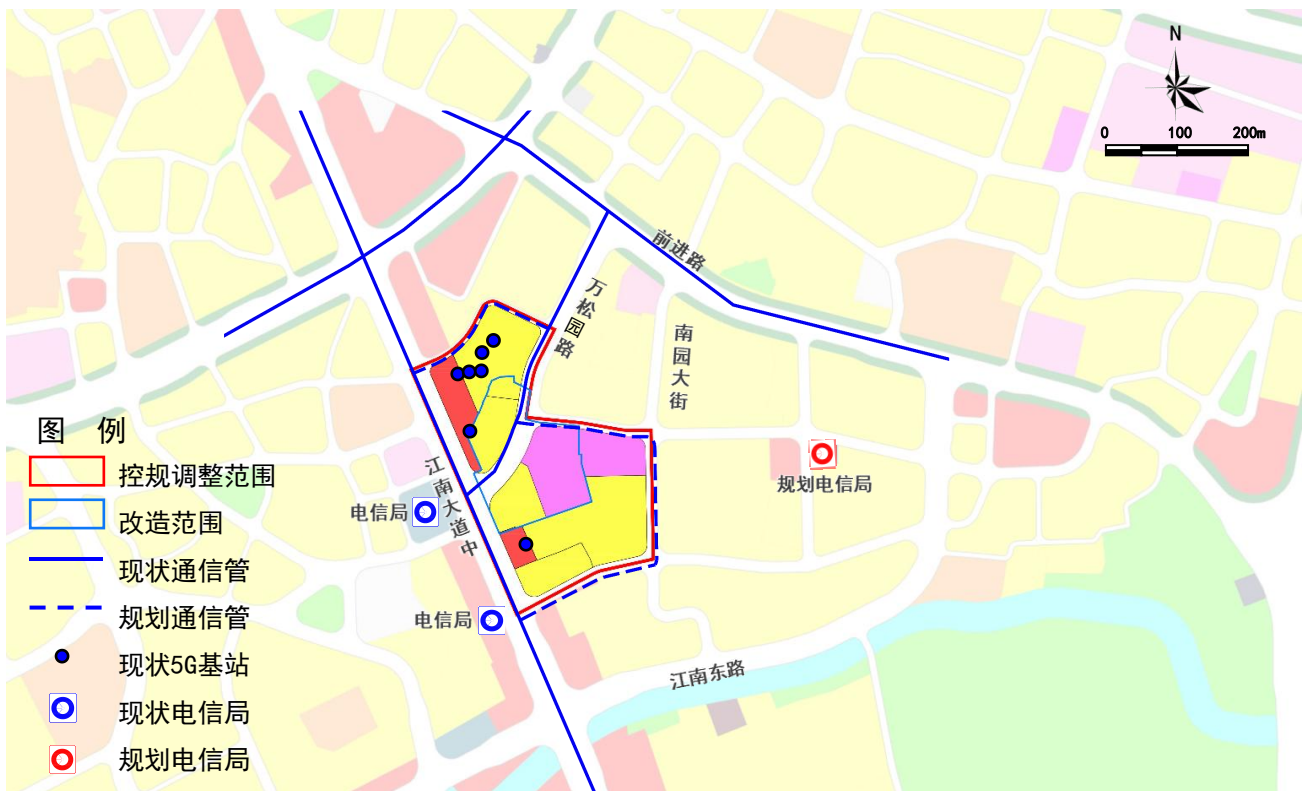 N
0 100 200m
前进路
万松园路
南园大街
图 例
控规调整范围
改造范围
现状通信管
规划通信管
现状5G基站
现状电信局
规划电信局
江南大道中
电信局
规划电信局
电信局
江南东路